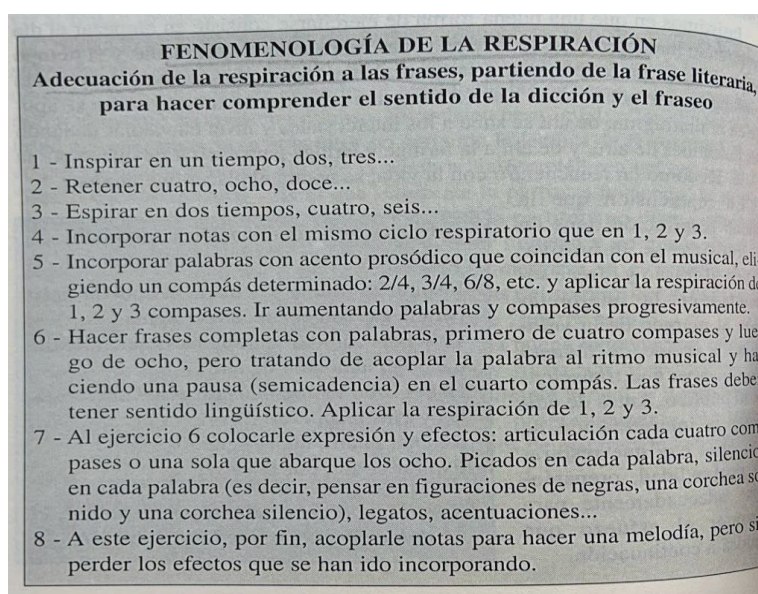 FENOMENOLOGÍA DE LA RESPIRACIÓN
Adecuación de la respiración a las frases, partiendo de la frase literaria,
para hacer comprender el sentido de la dicción y el fraseo
1 - Inspirar en un tiempo, dos, tres...
2 - Retener cuatro, ocho, doce...
3 - Espirar en dos tiempos, cuatro, seis...
4 - Incorporar notas con el mismo ciclo respiratorio que en 1, 2 y 3.
5 - Incorporar palabras con acento prosódico que coincidan con el musical, eli-
giendo un compás determinado: 2/4, 3/4, 6/8, etc. y aplicar la respiración de
1, 2 y 3 compases. Ir aumentando palabras y compases progresivamente.
6 - Hacer frases completas con palabras, primero de cuatro compases y lue-
go de ocho, pero tratando de acoplar la palabra al ritmo musical y ha-
ciendo una pausa (semicadencia) en el cuarto compás. Las frases debe
tener sentido lingüístico. Aplicar la respiración de 1, 2 y 3.
7 - Al ejercicio 6 colocarle expresión y efectos: articulación cada cuatro com
pases o una sola que abarque los ocho. Picados en cada palabra, silencio
en cada palabra (es decir, pensar en figuraciones de negras, una corchea so
nido y una corchea silencio), legatos, acentuaciones...
8 - A este ejercicio, por fin, acoplarle notas para hacer una melodía, pero si
perder los efectos que se han ido incorporando.